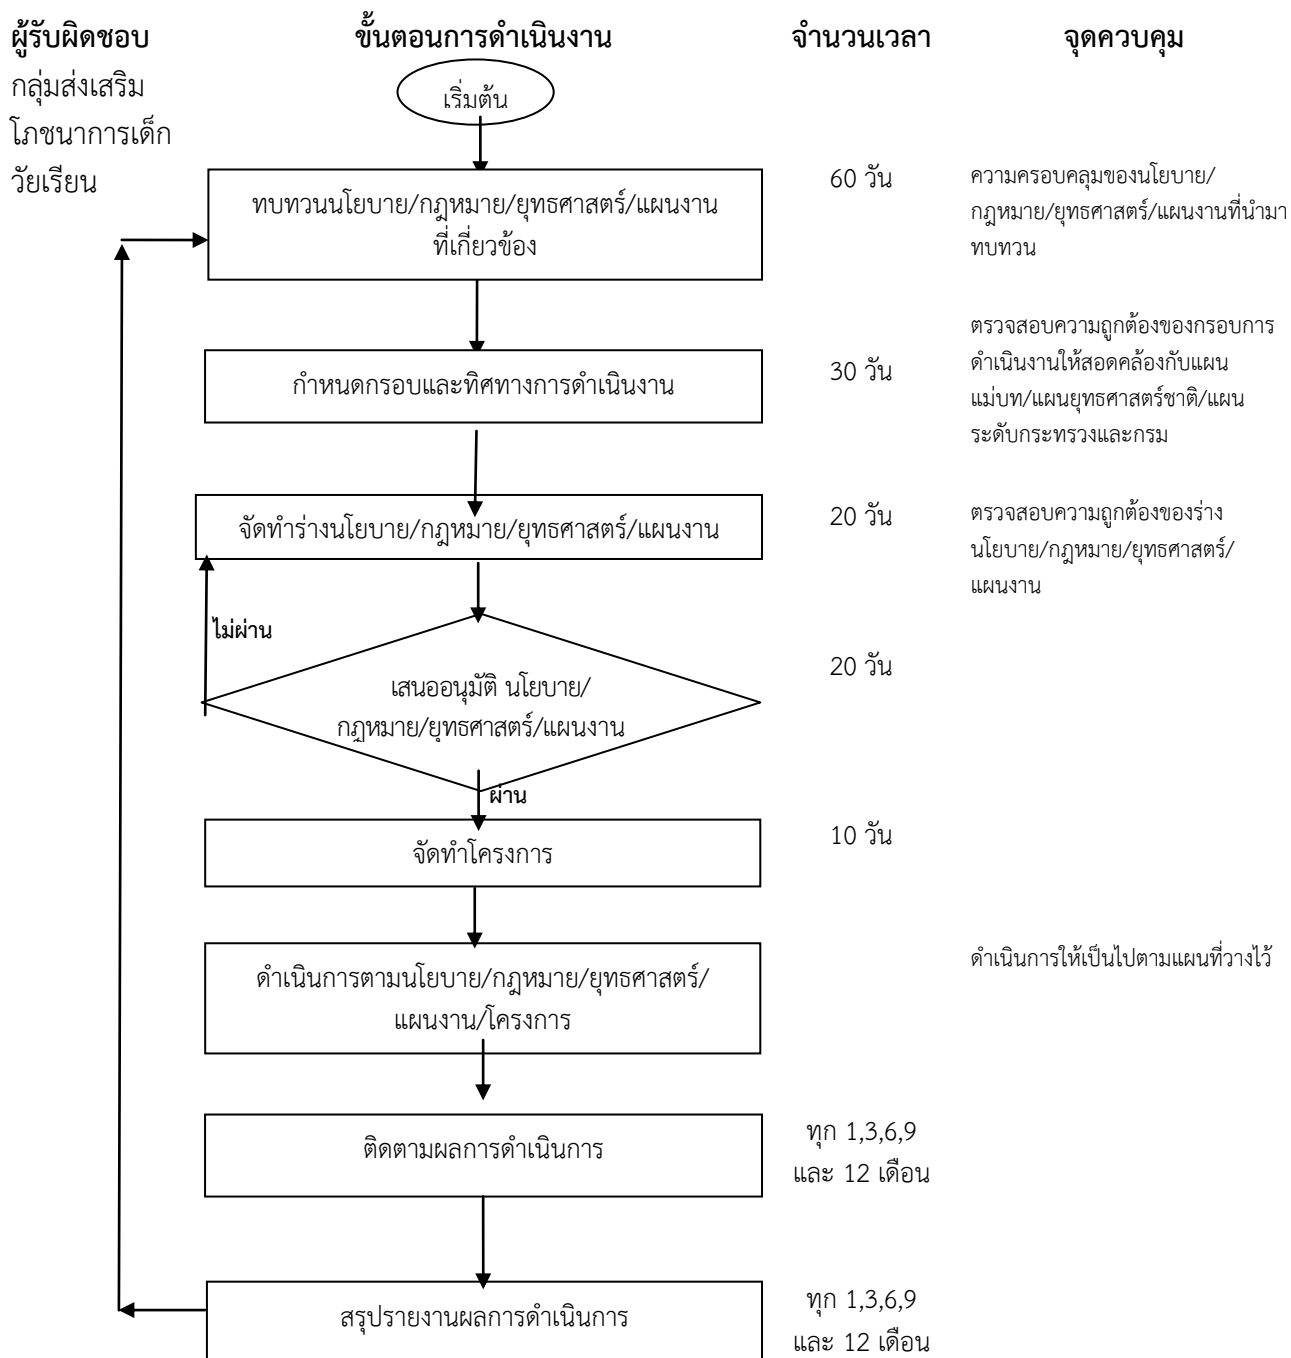 ผู้รับผิดชอบ
ขั้นตอนการดำเนินงาน
จำนวนเวลา
จุดควบคุม
กลุ่มส่งเสริม
โภชนาการเด็ก
วัยเรียน
เริ่มต้น
ทบทวนนโยบาย/กฎหมาย/ยุทธศาสตร์/แผนงาน
ที่เกี่ยวข้อง
60 วัน
ความครอบคลุมของนโยบาย/
กฎหมาย/ยุทธศาสตร์/แผนงานที่นำมา
ทบทวน
กำหนดกรอบและทิศทางการดำเนินงาน
30 วัน
ตรวจสอบความถูกต้องของกรอบการ
ดำเนินงานให้สอดคล้องกับแผน
แม่บท/แผนยุทธศาสตร์ชาติ/แผน
ระดับกระทรวงและกรม
จัดทำร่างนโยบาย/กฎหมาย/ยุทธศาสตร์/แผนงาน
20 วัน
ตรวจสอบความถูกต้องของร่าง
นโยบาย/กฎหมาย/ยุทธศาสตร์/
แผนงาน
ไม่ผ่าน
เสนออนุมัติ นโยบาย/
กฎหมาย/ยุทธศาสตร์/แผนงาน
20 วัน
ผ่าน
จัดทำโครงการ
10 วัน
ดำเนินการตามนโยบาย/กฎหมาย/ยุทธศาสตร์/
แผนงาน/โครงการ
ดำเนินการให้เป็นไปตามแผนที่วางไว้
ติดตามผลการดำเนินการ
ทุก 1,3,6,9
และ 12 เดือน
สรุปรายงานผลการดำเนินการ
ทุก 1,3,6,9
และ 12 เดือน